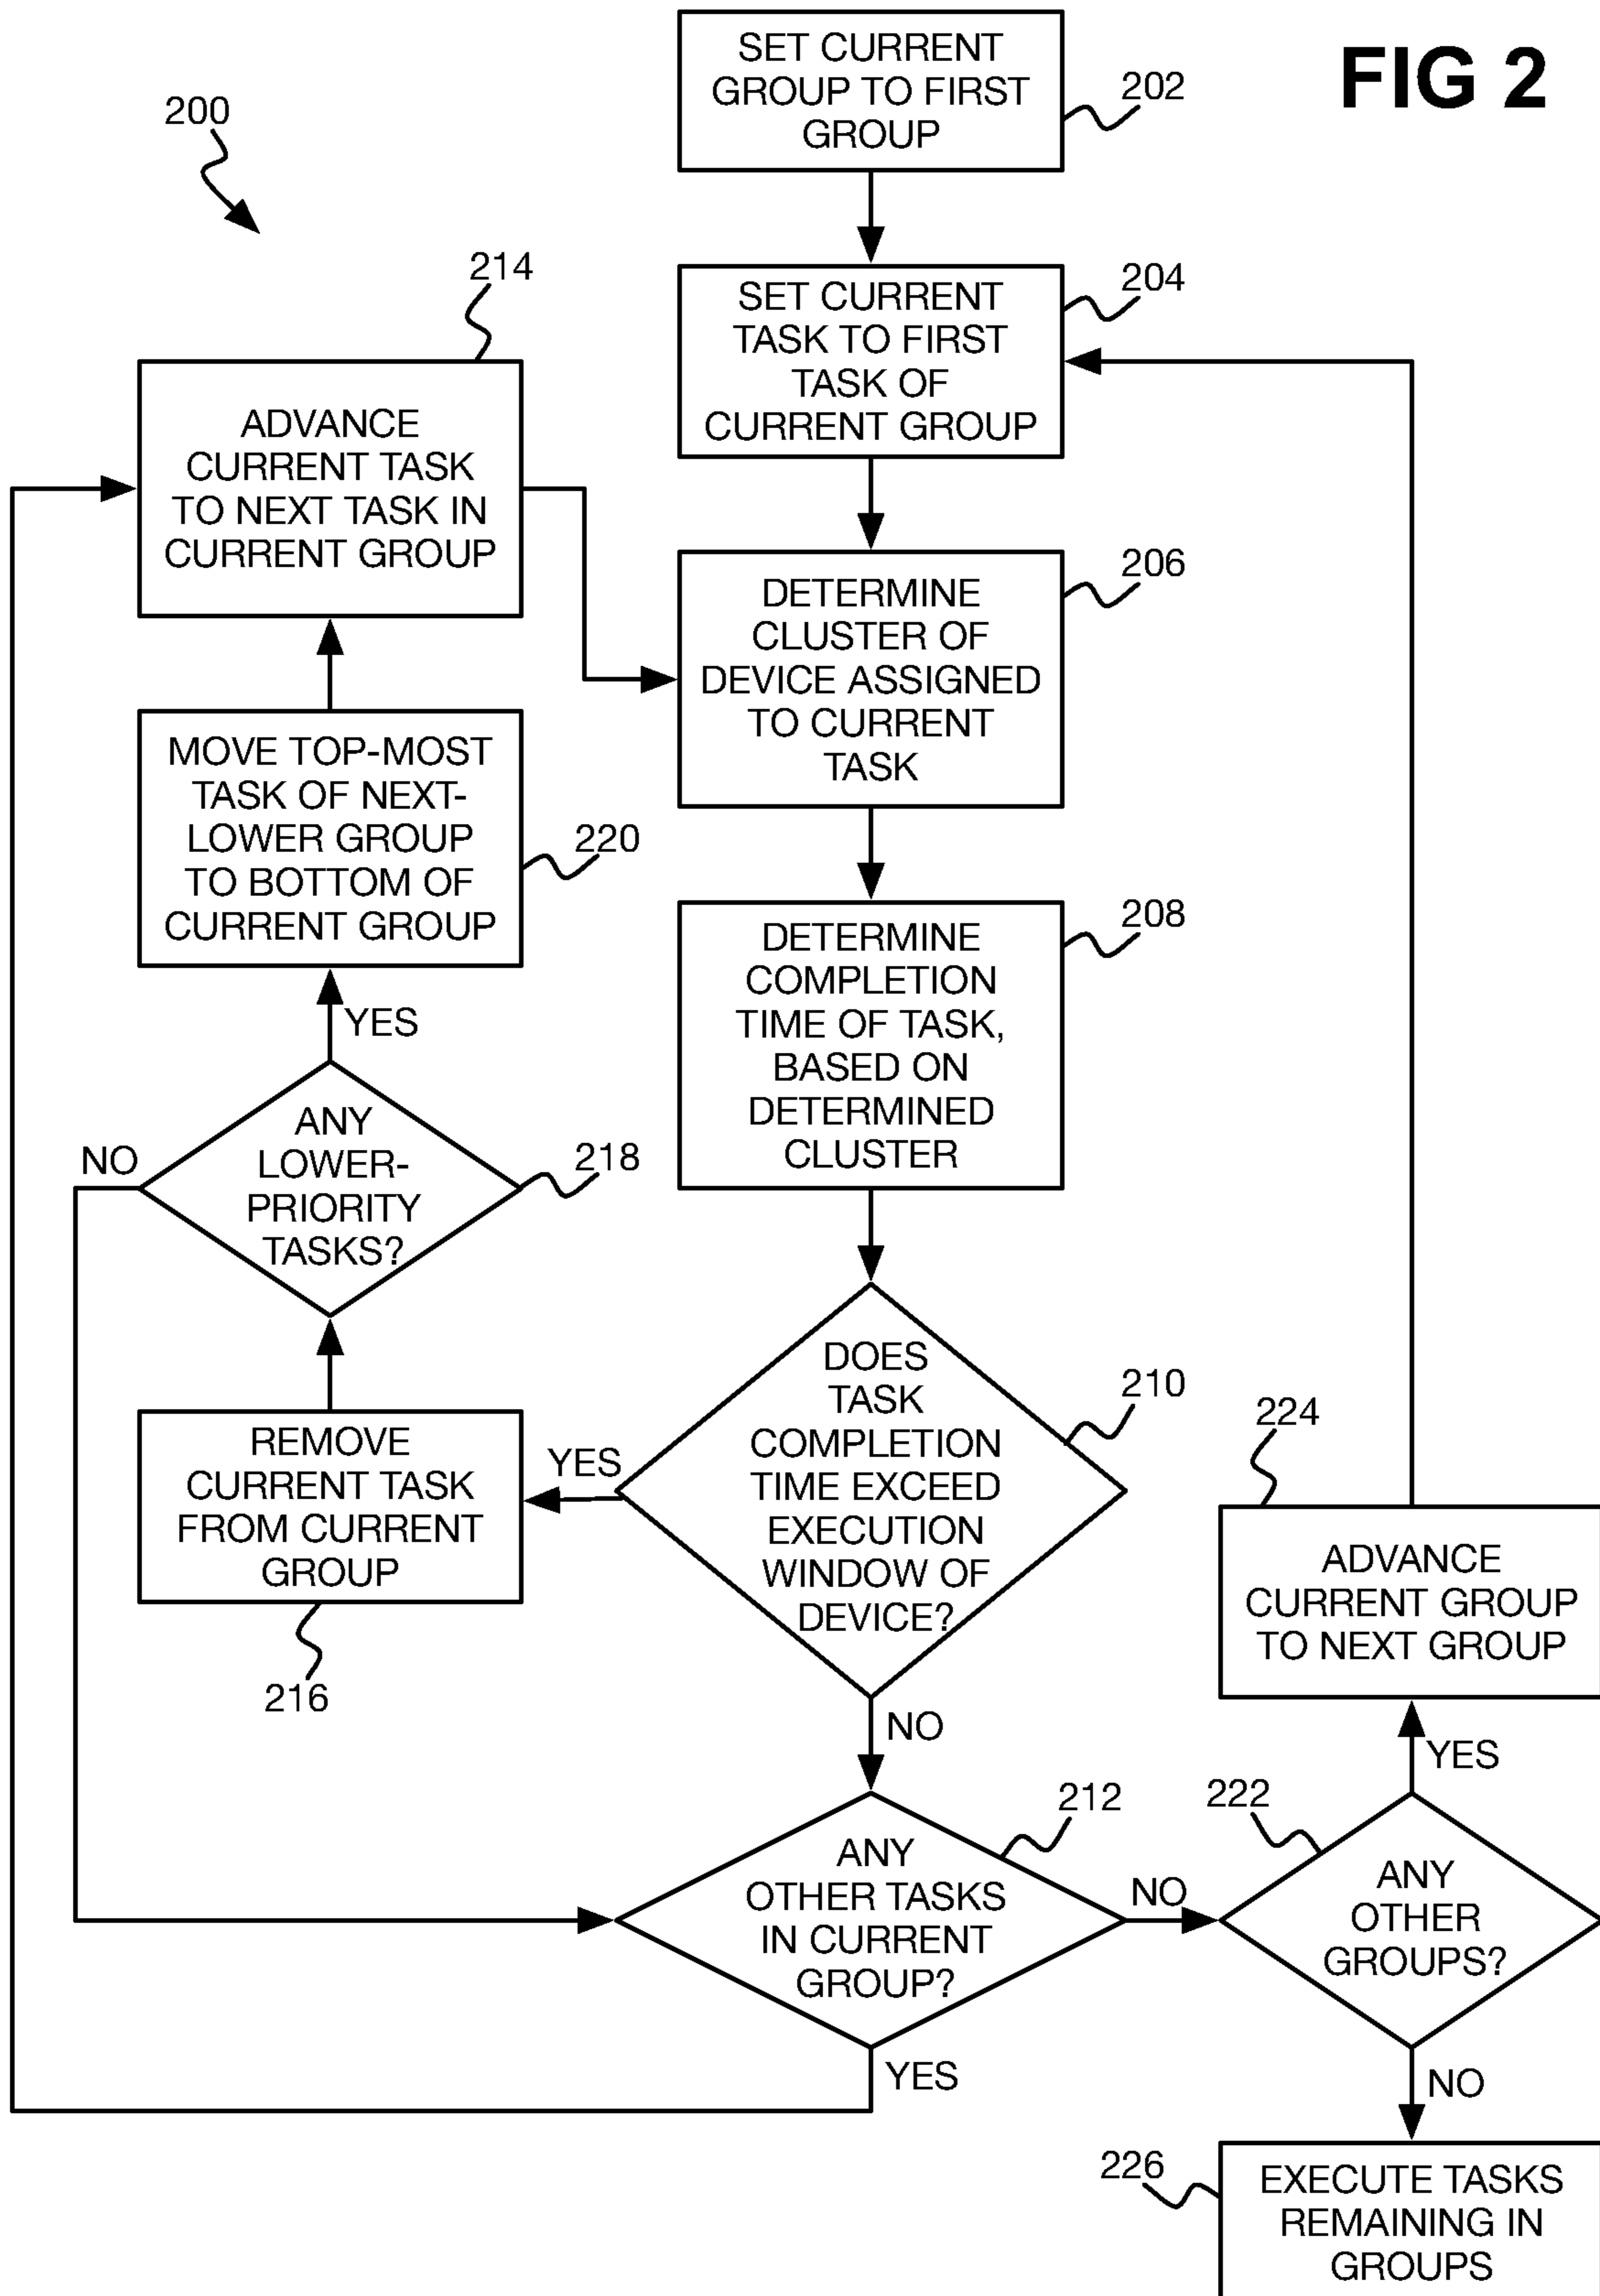 FIG 2
200
SET CURRENT
GROUP TO FIRST
GROUP
202
SET CURRENT
TASK TO FIRST
TASK OF
CURRENT GROUP
204
214
ADVANCE
CURRENT TASK
TO NEXT TASK IN
CURRENT GROUP
DETERMINE
CLUSTER OF
DEVICE ASSIGNED
TO CURRENT
TASK
206
MOVE TOP-MOST
TASK OF NEXT-
LOWER GROUP
TO BOTTOM OF
CURRENT GROUP
220
DETERMINE
COMPLETION
TIME OF TASK,
BASED ON
DETERMINED
CLUSTER
208
YES
ANY
LOWER-
PRIORITY
TASKS?
NO
218
DOES
TASK
COMPLETION
TIME EXCEED
EXECUTION
WINDOW OF
DEVICE?
210
YES
REMOVE
CURRENT TASK
FROM CURRENT
GROUP
216
NO
224
ADVANCE
CURRENT GROUP
TO NEXT GROUP
YES
ANY
OTHER TASKS
IN CURRENT
GROUP?
212
NO
222
ANY
OTHER
GROUPS?
YES
NO
226
EXECUTE TASKS
REMAINING IN
GROUPS